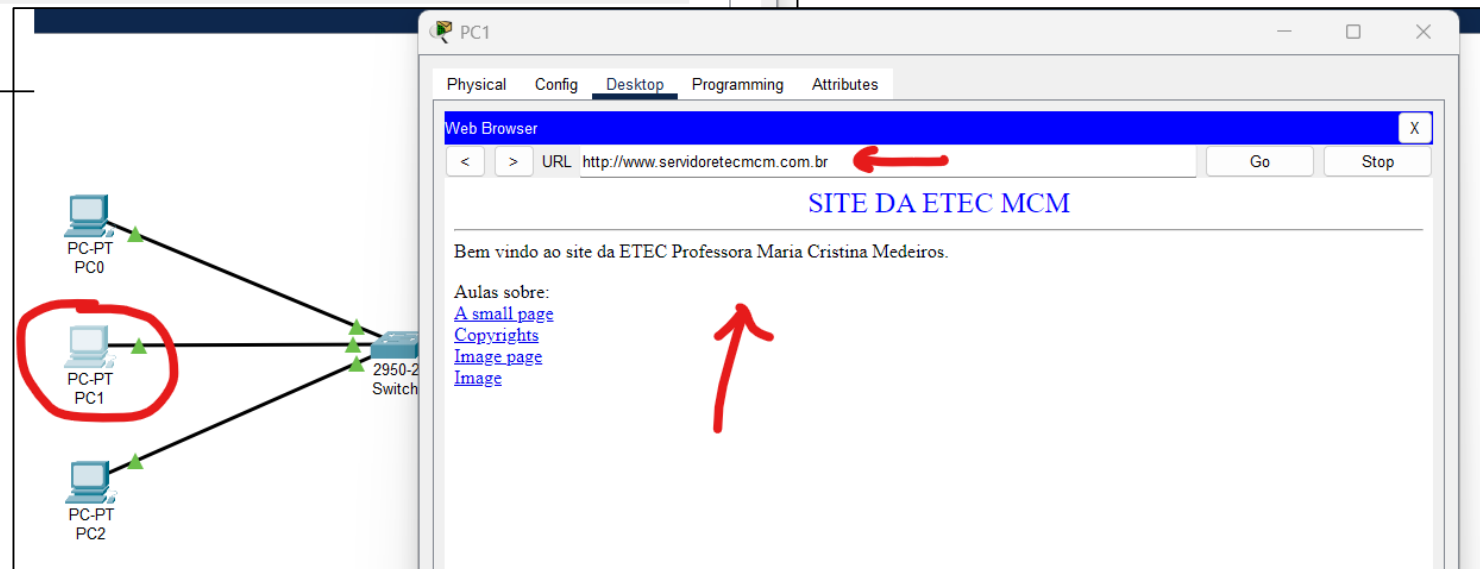 PC1
Physical Config Desktop Programming Attributes
Web Browser
X
< > URL http://www.servidoretecmcm.com.br Go Stop
SITE DA ETEC MCM
Bem vindo ao site da ETEC Professora Maria Cristina Medeiros.
Aulas sobre:
A small page
Copyrights
Image page
Image
PC-PT
PC0
PC-PT
PC1
PC-PT
PC2
2950-2
Switch